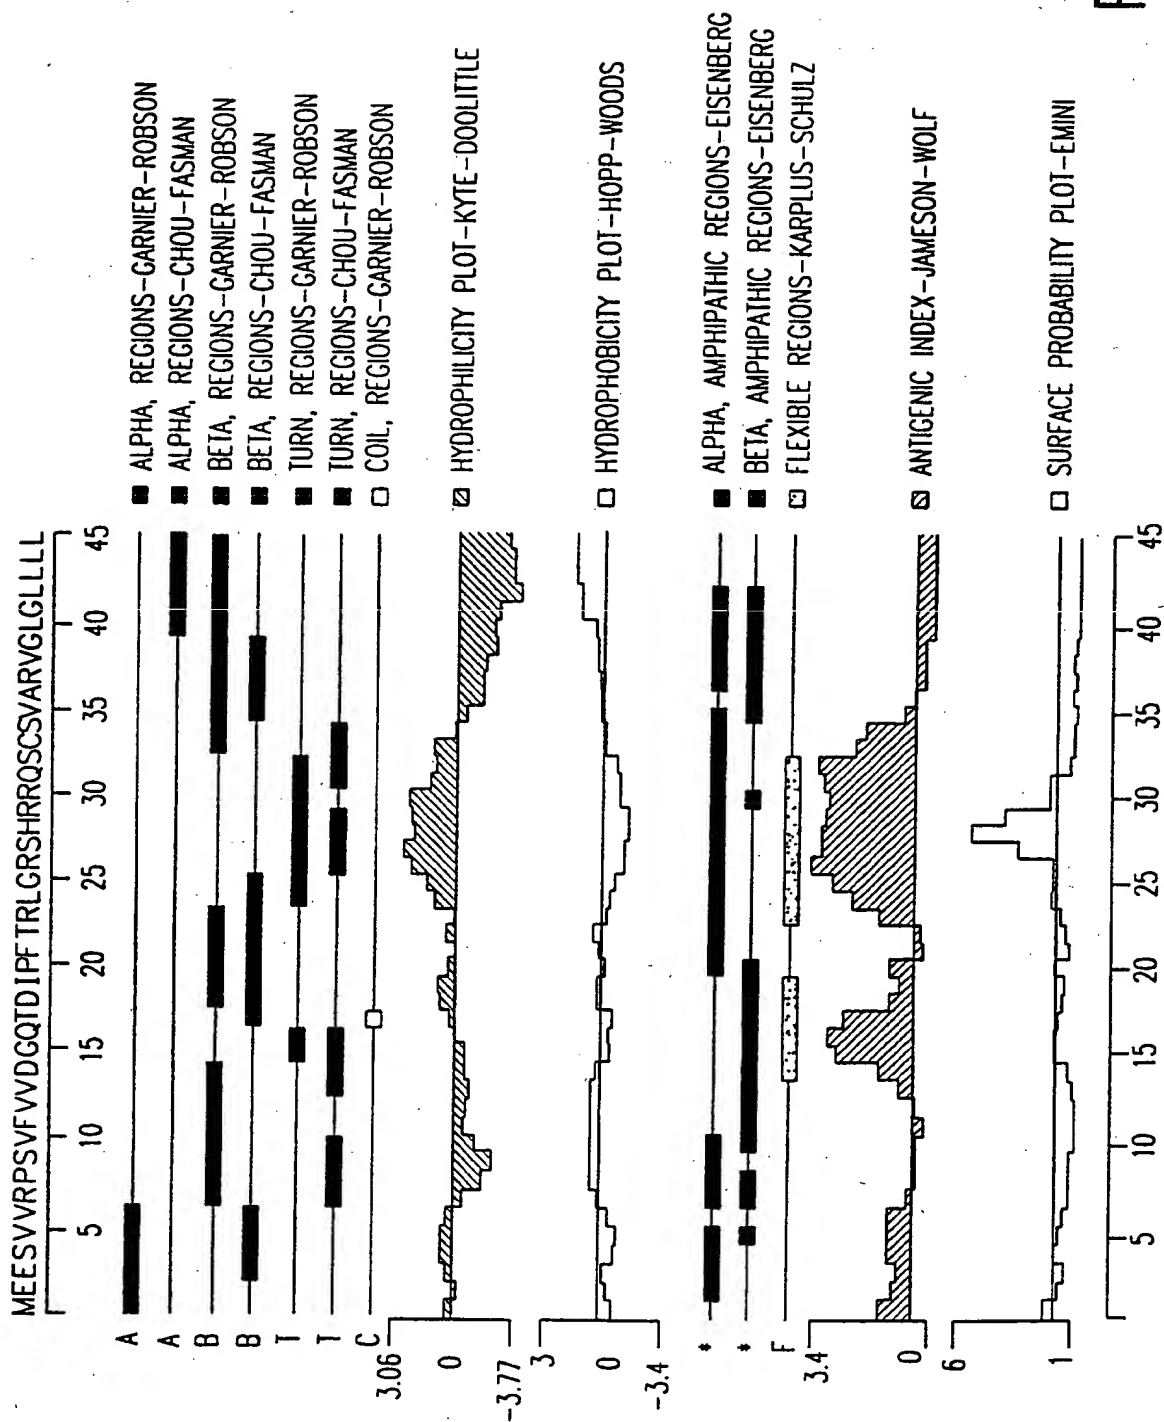 MEESVVRPSVFVVDGQTDIPFTRLGRSHRRQSCSVARVGLGLLLL
5 10 15 20 25 30 35 40 45
A ALPHA, REGIONS-GARNIER-ROBSON
A ALPHA, REGIONS-CHOU-FASMAN
B BETA, REGIONS-GARNIER-ROBSON
B BETA, REGIONS-CHOU-FASMAN
T TURN, REGIONS-GARNIER-ROBSON
T TURN, REGIONS-CHOU-FASMAN
C COIL, REGIONS-GARNIER-ROBSON
3.06
0 HYDROPHILICITY PLOT-KYTE-DOOLITTLE
-3.77
3
0 HYDROPHOBICITY PLOT-HOPP-WOODS
-3.4
* ALPHA, AMPHIPATHIC REGIONS-EISENBERG
* BETA, AMPHIPATHIC REGIONS-EISENBERG
F FLEXIBLE REGIONS-KARPLUS-SCHULZ
3.4
0 ANTIGENIC INDEX-JAMESON-WOLF
6
1 SURFACE PROBABILITY PLOT-EMINI
5 10 15 20 25 30 35 40 45